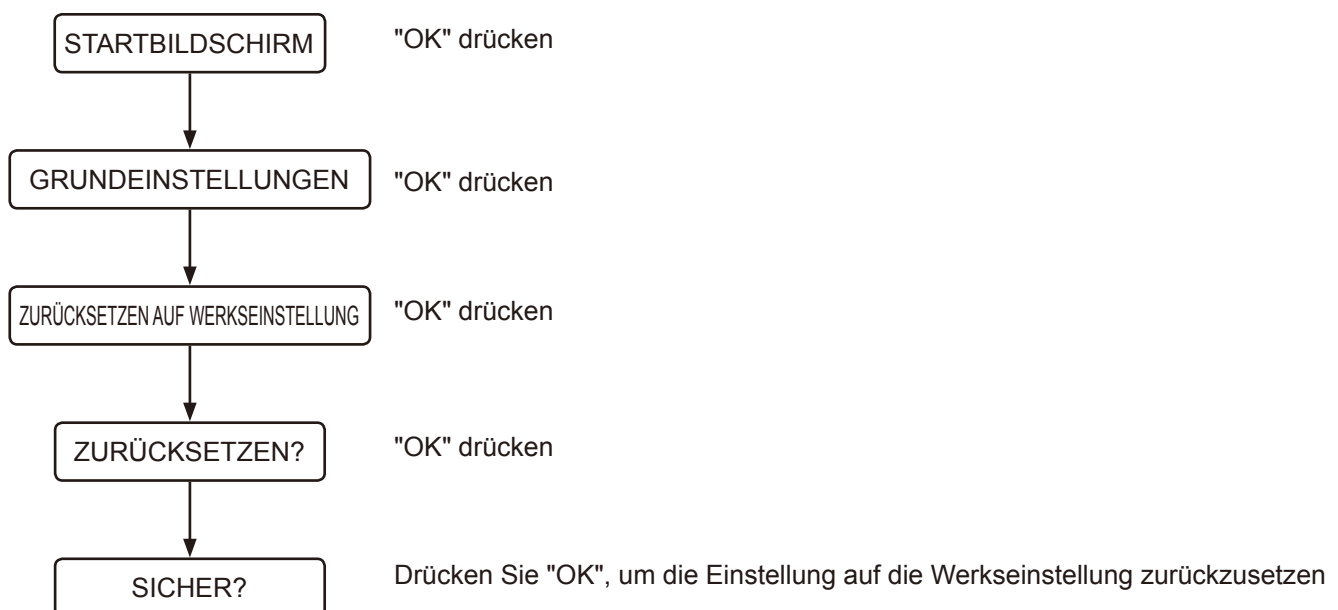 STARTBILDSCHIRM "OK" drücken
GRUNDEINSTELLUNGEN "OK" drücken
ZURÜCKSETZEN AUF WERKSEINSTELLUNG "OK" drücken
ZURÜCKSETZEN? "OK" drücken
SICHER? Drücken Sie "OK", um die Einstellung auf die Werkseinstellung zurückzusetzen